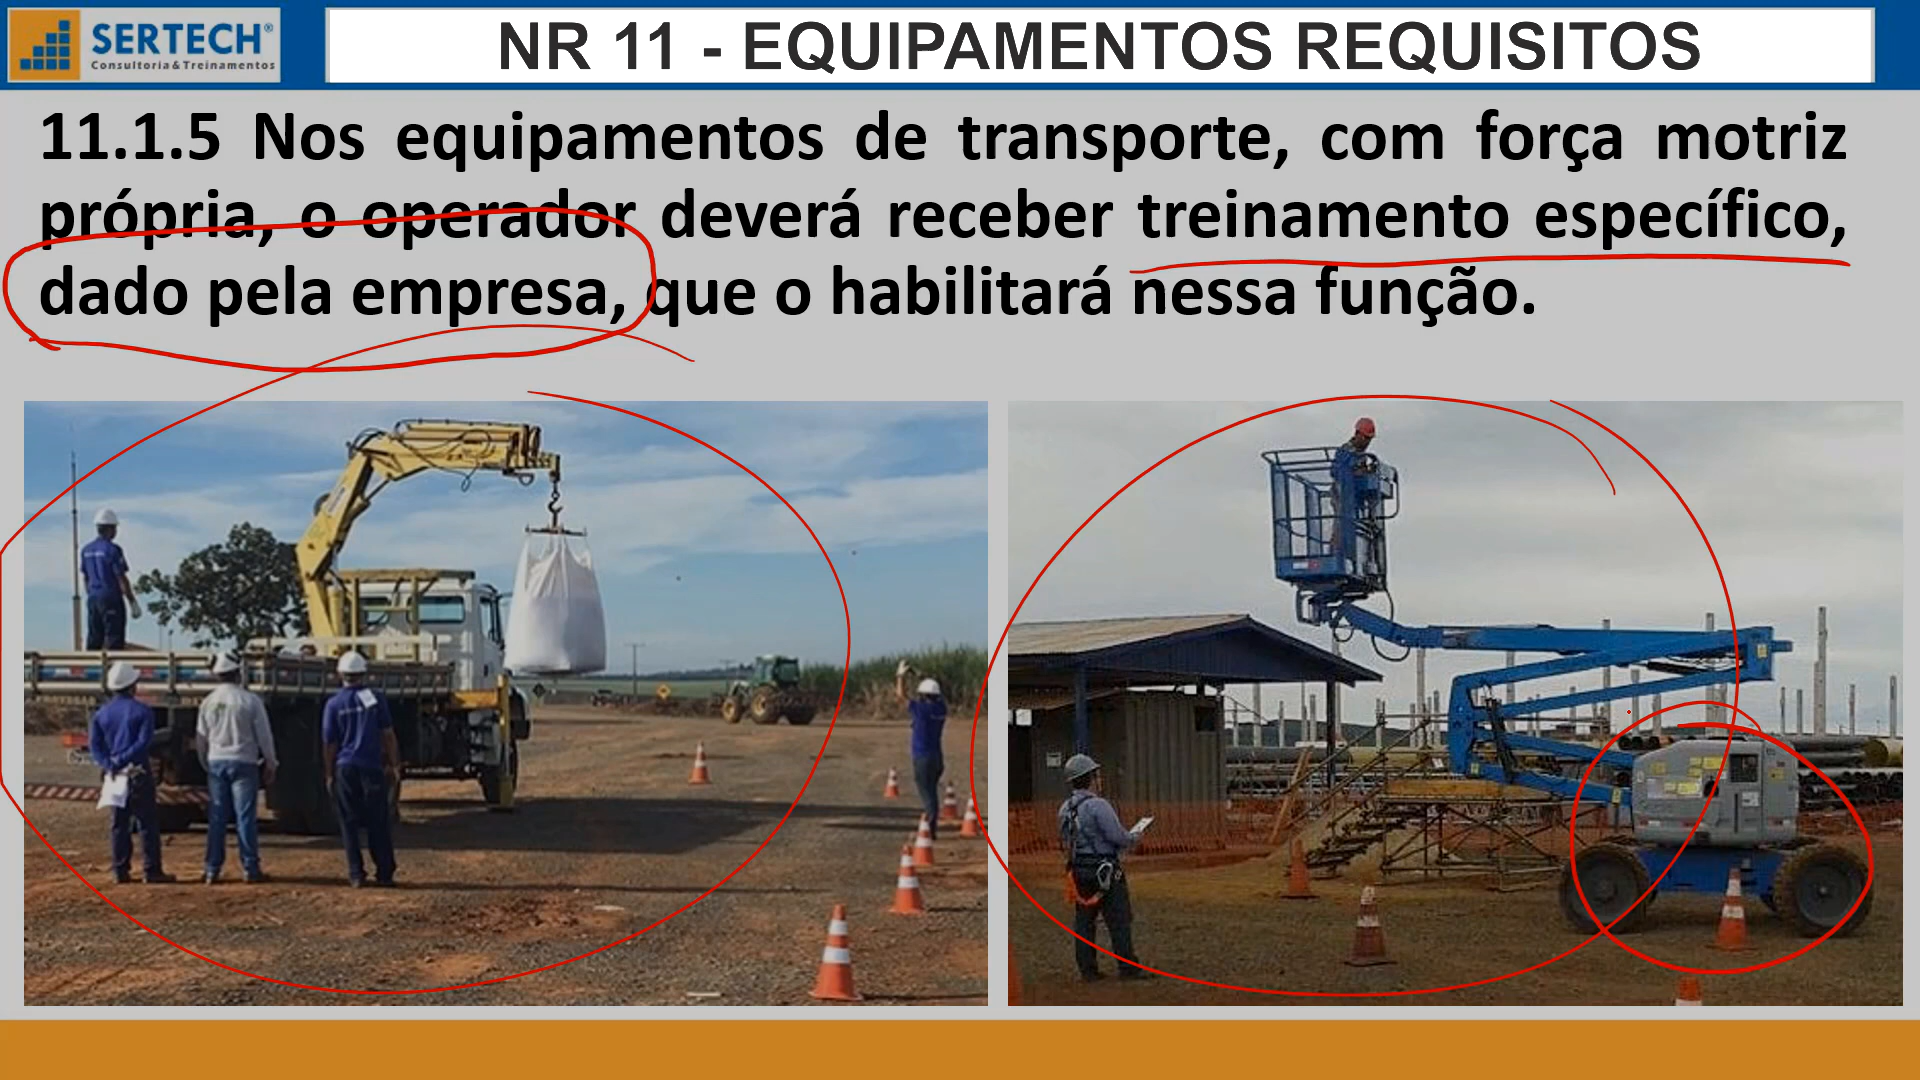 SERTECH®
Consultoria & Treinamentos
NR 11 - EQUIPAMENTOS REQUISITOS
11.1.5 Nos equipamentos de transporte, com força motriz
própria, o operador deverá receber treinamento específico,
dado pela empresa, que o habilitará nessa função.